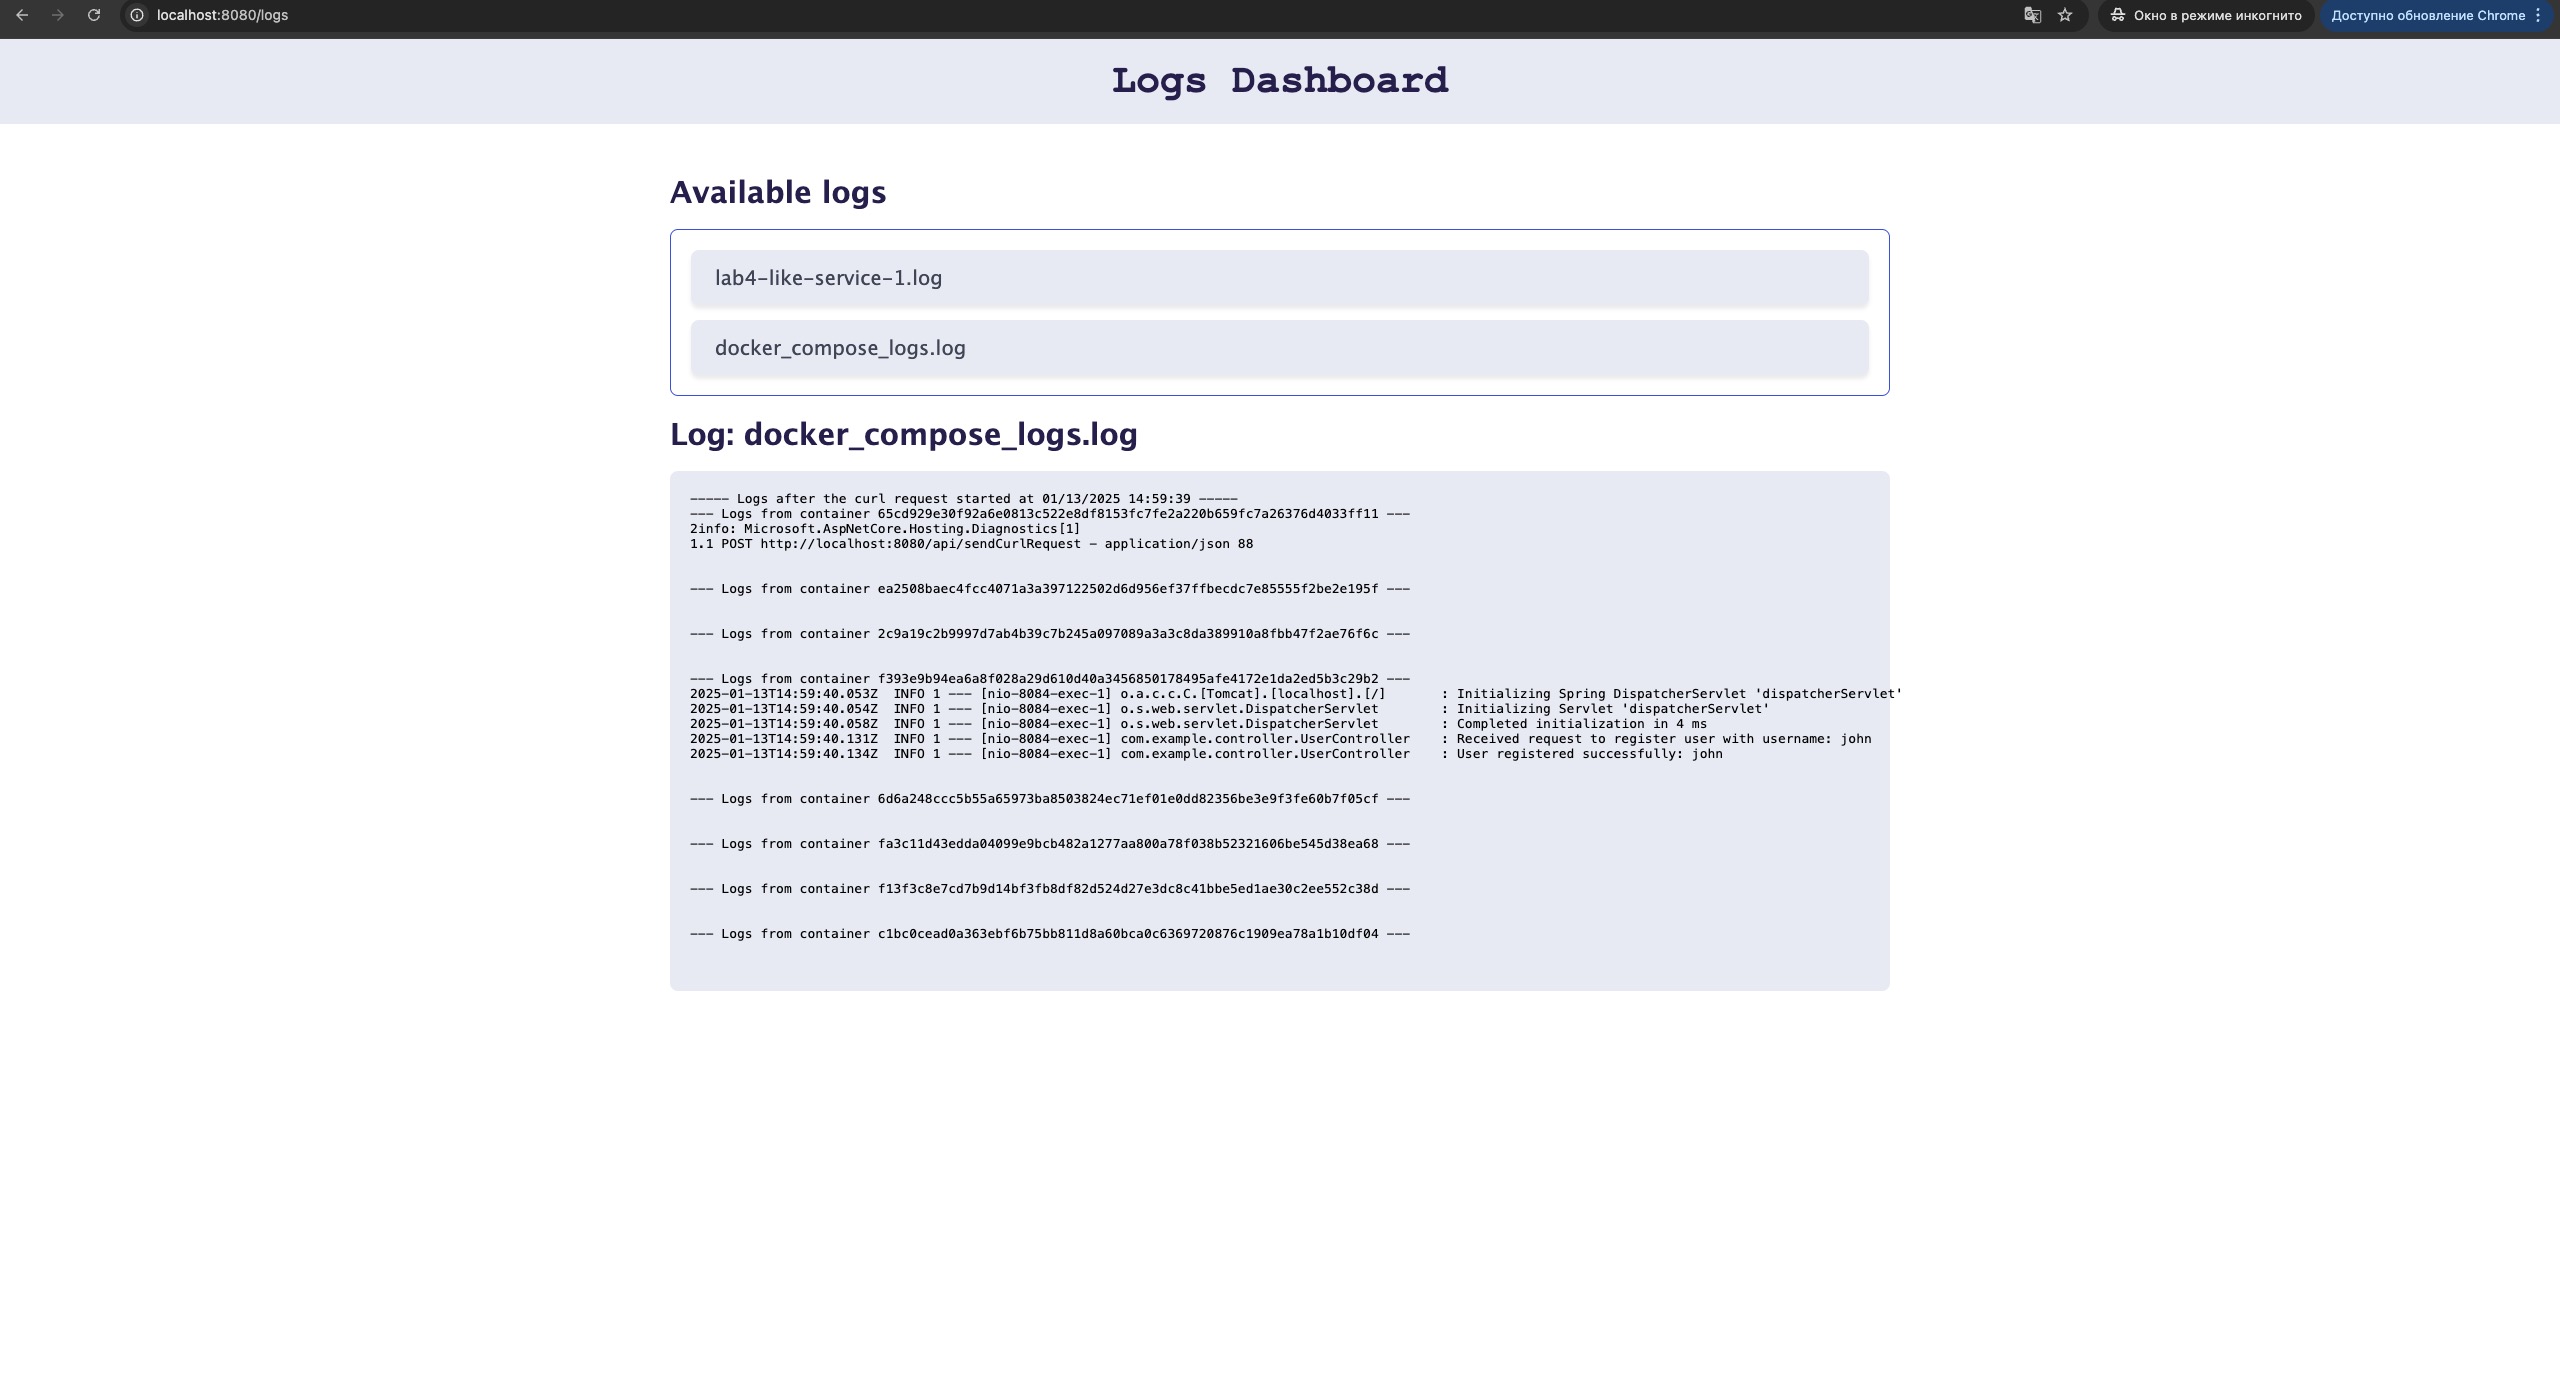 localhost:8080/logs
Окно в режиме инкогнито
Доступно обновление Chrome
Logs Dashboard
Available logs
lab4-like-service-1.log
docker_compose_logs.log
Log: docker_compose_logs.log
----- Logs after the curl request started at 01/13/2025 14:59:39 -----
--- Logs from container 65cd929e30f92a6e0813c522e8df8153fc7fe2a220b659fc7a26376d4033ff11 ---
2info: Microsoft.AspNetCore.Hosting.Diagnostics[1]
1.1 POST http://localhost:8080/api/sendCurlRequest - application/json 88
--- Logs from container ea2508baec4fcc4071a3a397122502d6d956ef37ffbecdc7e85555f2be2e195f ---
--- Logs from container 2c9a19c2b9997d7ab4b39c7b245a097089a3a3c8da389910a8fbb47f2ae76f6c ---
--- Logs from container f393e9b94ea6a8f028a29d610d40a3456850178495afe4172e1da2ed5b3c29b2 ---
2025-01-13T14:59:40.053Z  INFO 1 --- [nio-8084-exec-1] o.a.c.c.C.[Tomcat].[localhost].[/]       : Initializing Spring DispatcherServlet 'dispatcherServlet'
2025-01-13T14:59:40.054Z  INFO 1 --- [nio-8084-exec-1] o.s.web.servlet.DispatcherServlet        : Initializing Servlet 'dispatcherServlet'
2025-01-13T14:59:40.058Z  INFO 1 --- [nio-8084-exec-1] o.s.web.servlet.DispatcherServlet        : Completed initialization in 4 ms
2025-01-13T14:59:40.131Z  INFO 1 --- [nio-8084-exec-1] com.example.controller.UserController    : Received request to register user with username: john
2025-01-13T14:59:40.134Z  INFO 1 --- [nio-8084-exec-1] com.example.controller.UserController    : User registered successfully: john
--- Logs from container 6d6a248ccc5b55a65973ba8503824ec71ef01e0dd82356be3e9f3fe60b7f05cf ---
--- Logs from container fa3c11d43edda04099e9bcb482a1277aa800a78f038b52321606be545d38ea68 ---
--- Logs from container f13f3c8e7cd7b9d14bf3fb8df82d524d27e3dc8c41bbe5ed1ae30c2ee552c38d ---
--- Logs from container c1bc0cead0a363ebf6b75bb811d8a60bca0c6369720876c1909ea78a1b10df04 ---